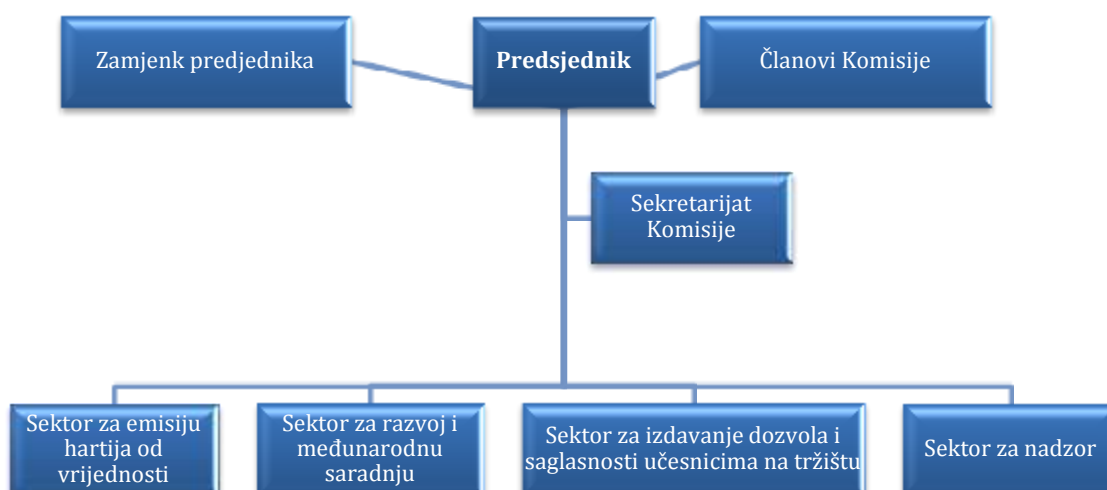 Zamjenk predjednika
Predsjednik
Članovi Komisije
Sekretarijat
Komisije
Sektor za emisiju
hartija od
vrijednosti
Sektor za razvoj i
međunarodnu
saradnju
Sektor za izdavanje dozvola i
saglasnosti učesnicima na tržištu
Sektor za nadzor